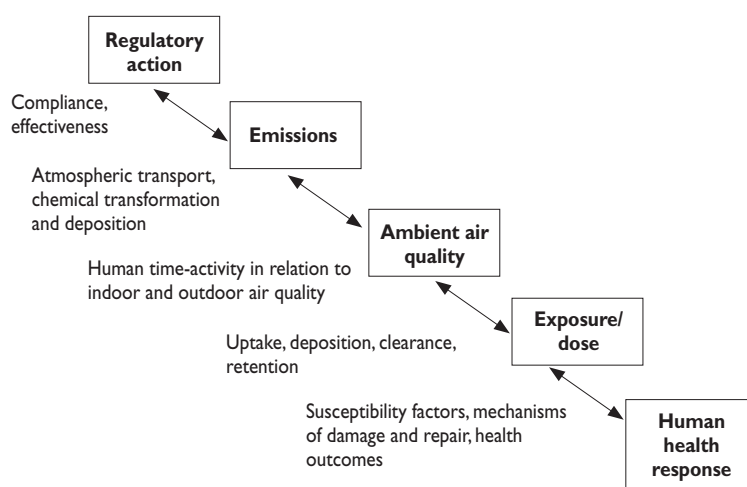 Regulatory
action
Compliance,
effectiveness
Emissions
Atmospheric transport,
chemical transformation
and deposition
Ambient air
quality
Human time-activity in relation to
indoor and outdoor air quality
Exposure/
dose
Uptake, deposition, clearance,
retention
Susceptibility factors, mechanisms
of damage and repair, health
outcomes
Human
health
response